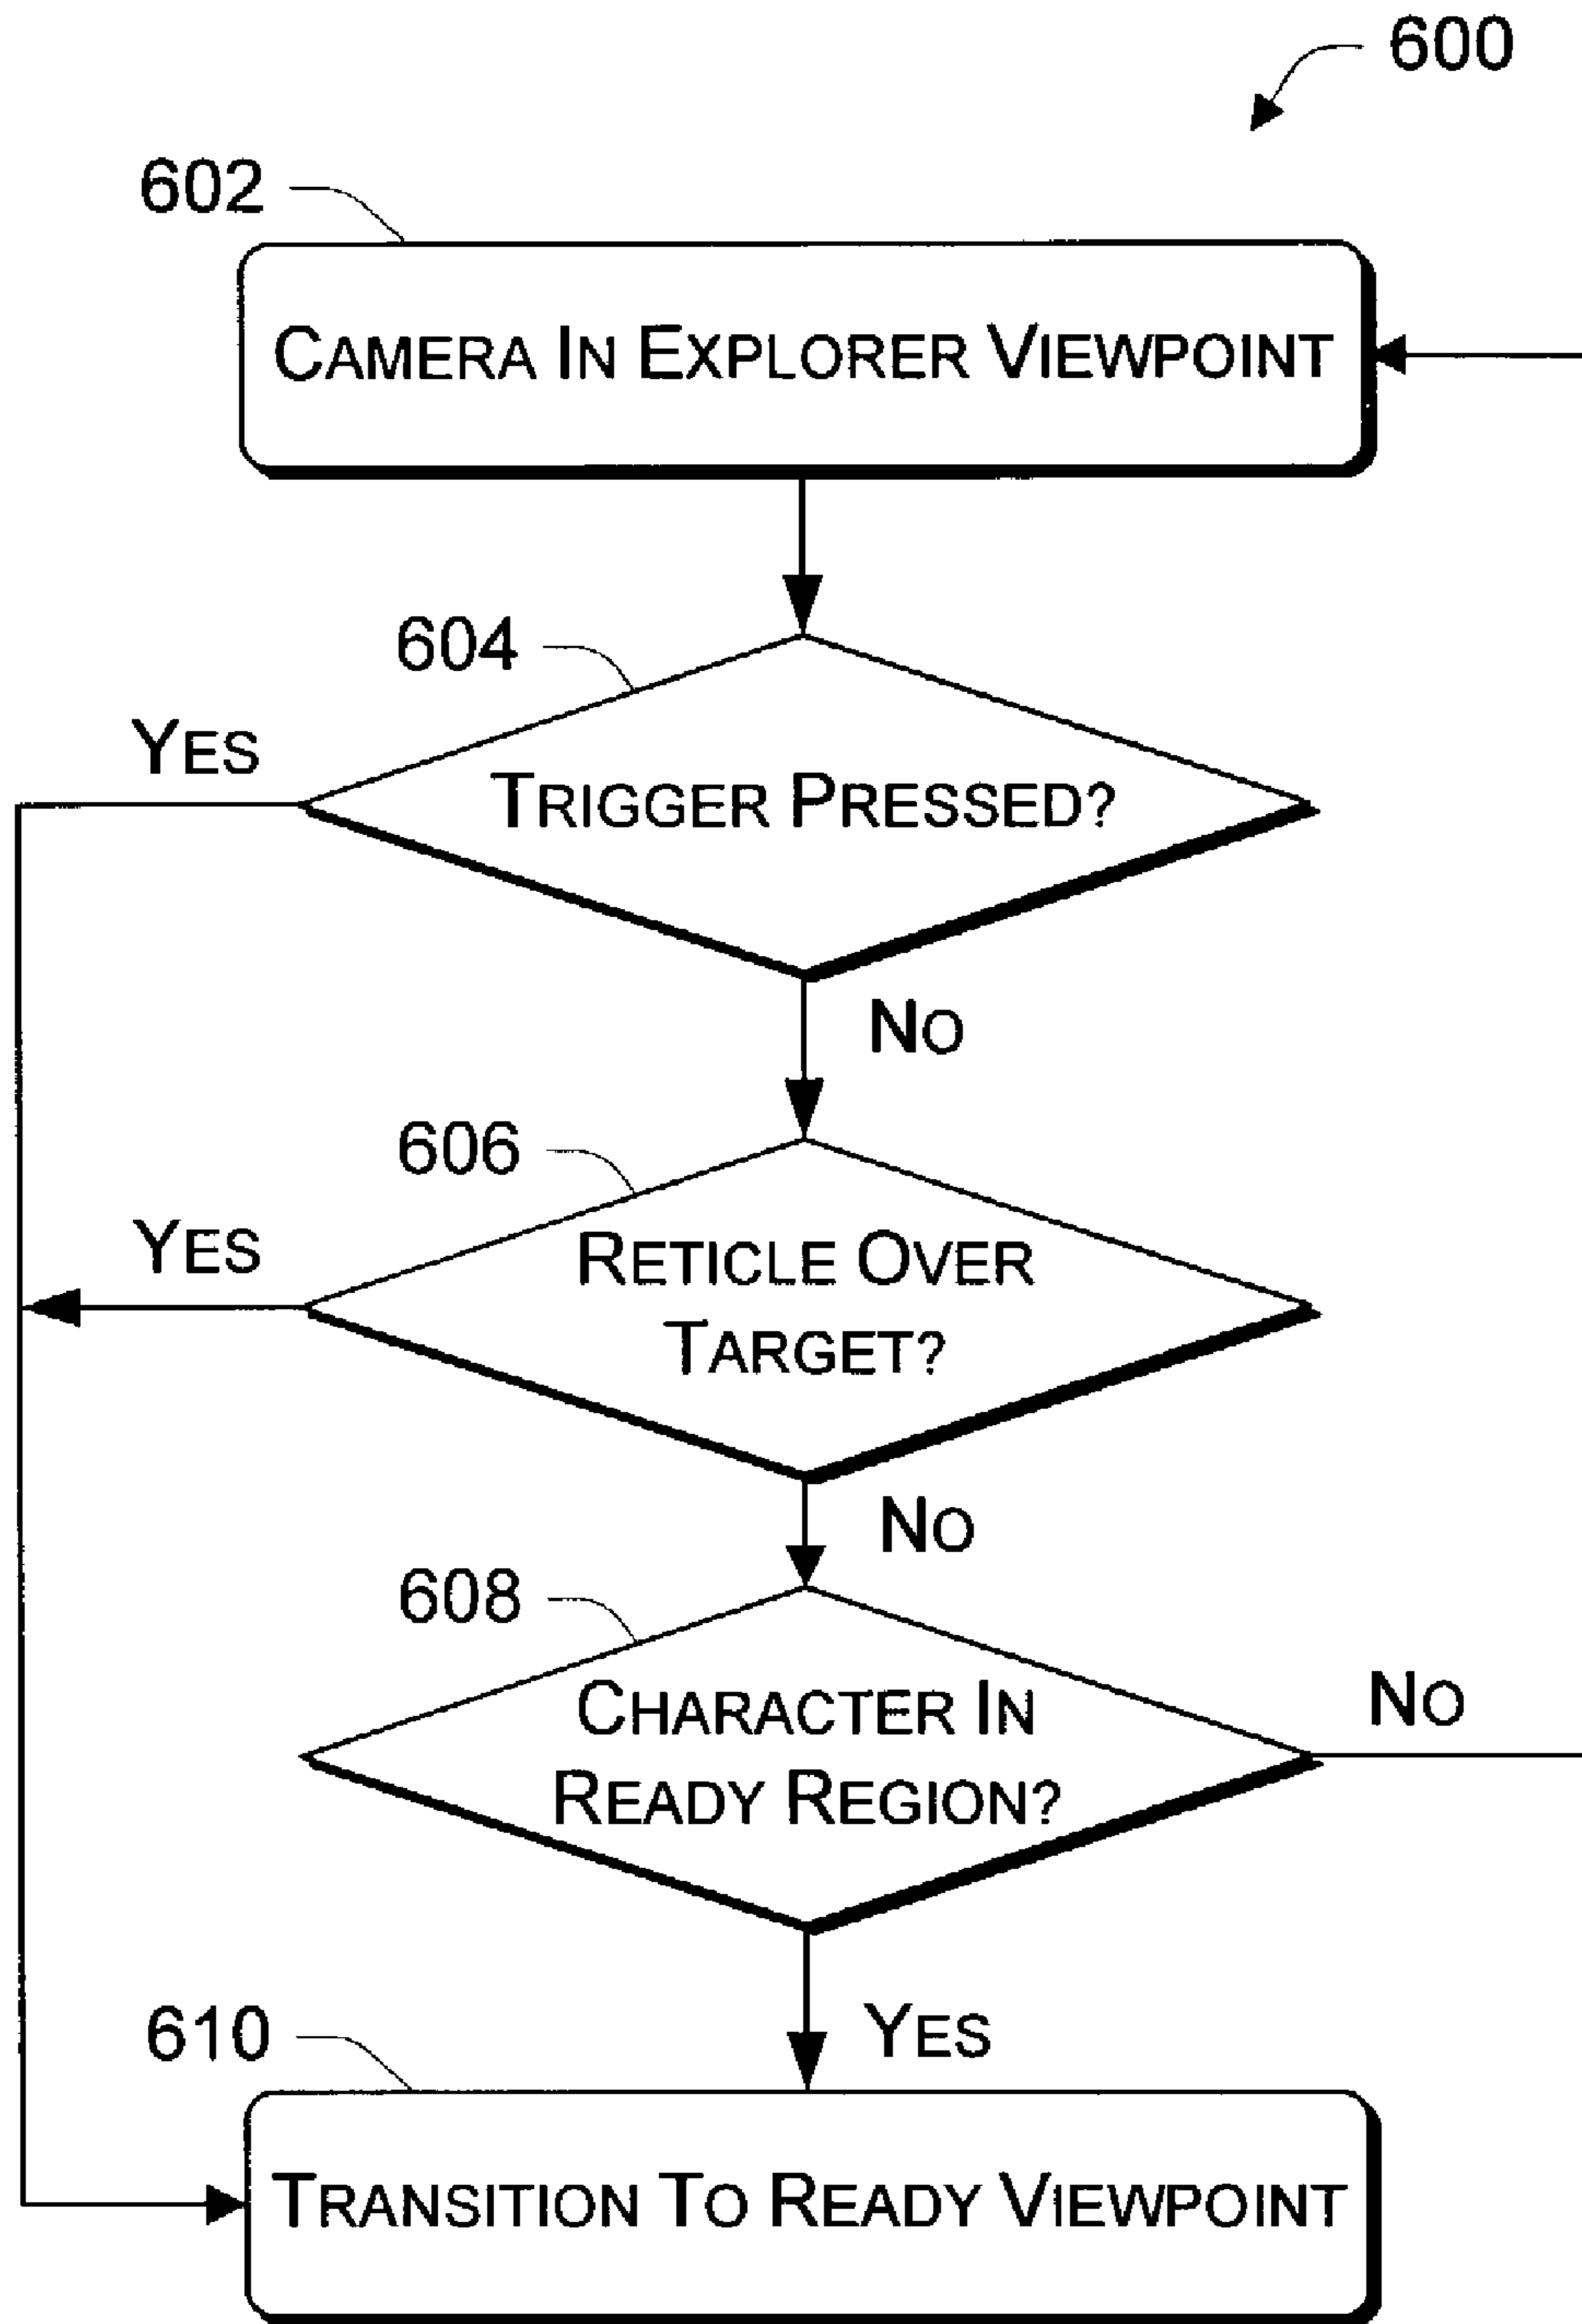 600
602
CAMERA IN EXPLORER VIEWPOINT
604
YES
TRIGGER PRESSED?
NO
606
YES
RETICLE OVER
TARGET?
NO
608
CHARACTER IN
READY REGION?
NO
610
YES
TRANSITION TO READY VIEWPOINT